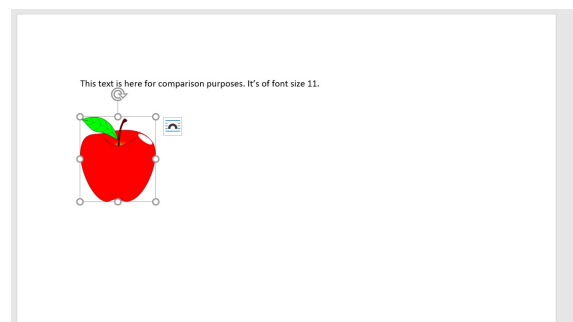 This text is here for comparison purposes. It’s of font size 11.